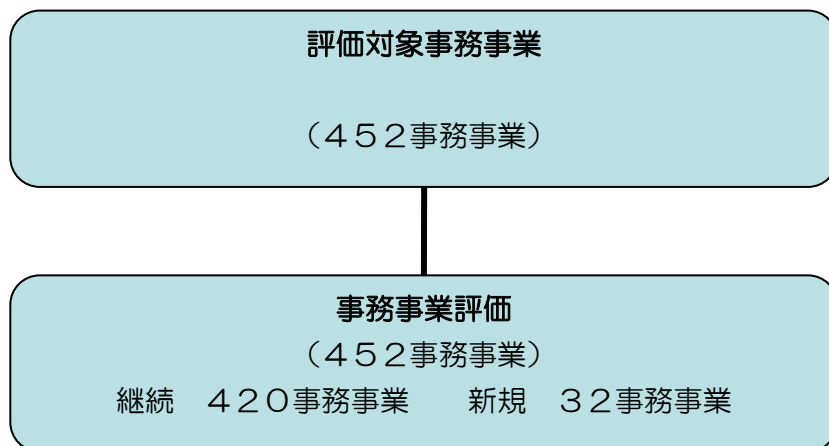 評価対象事務事業
（４５２事務事業）
事務事業評価
（４５２事務事業）
継続　４２０事務事業　　新規　３２事務事業